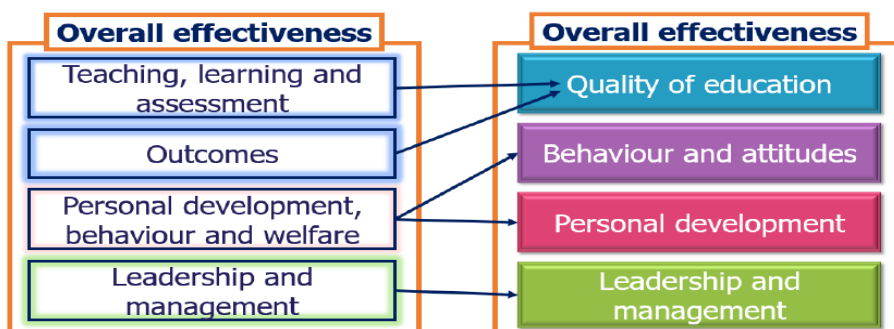 Overall effectiveness
Teaching, learning and
assessment
Outcomes
Personal development,
behaviour and welfare
Leadership and
management
Overall effectiveness
Quality of education
Behaviour and attitudes
Personal development
Leadership and
management